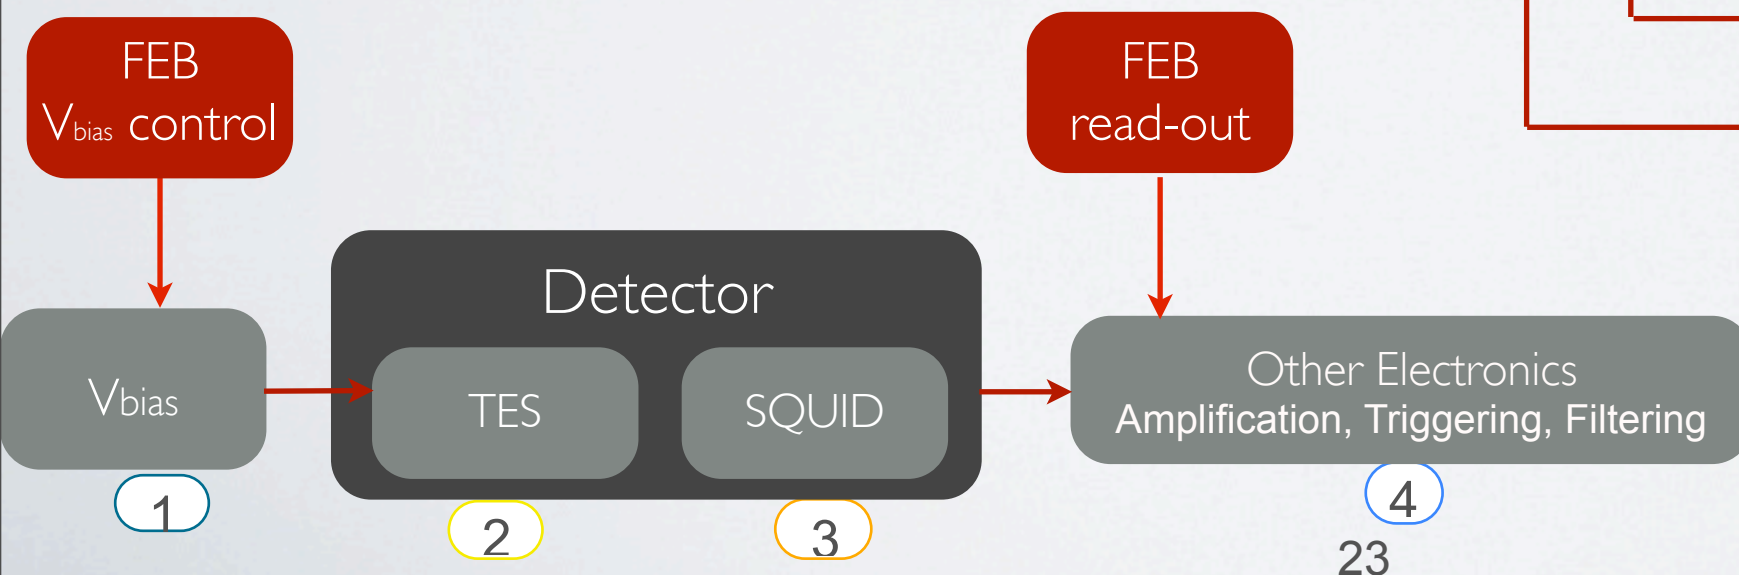 FEB
Vbias control
FEB
read-out
Detector
Vbias
TES
SQUID
Other Electronics
Amplification, Triggering, Filtering
1
2
3
4
23